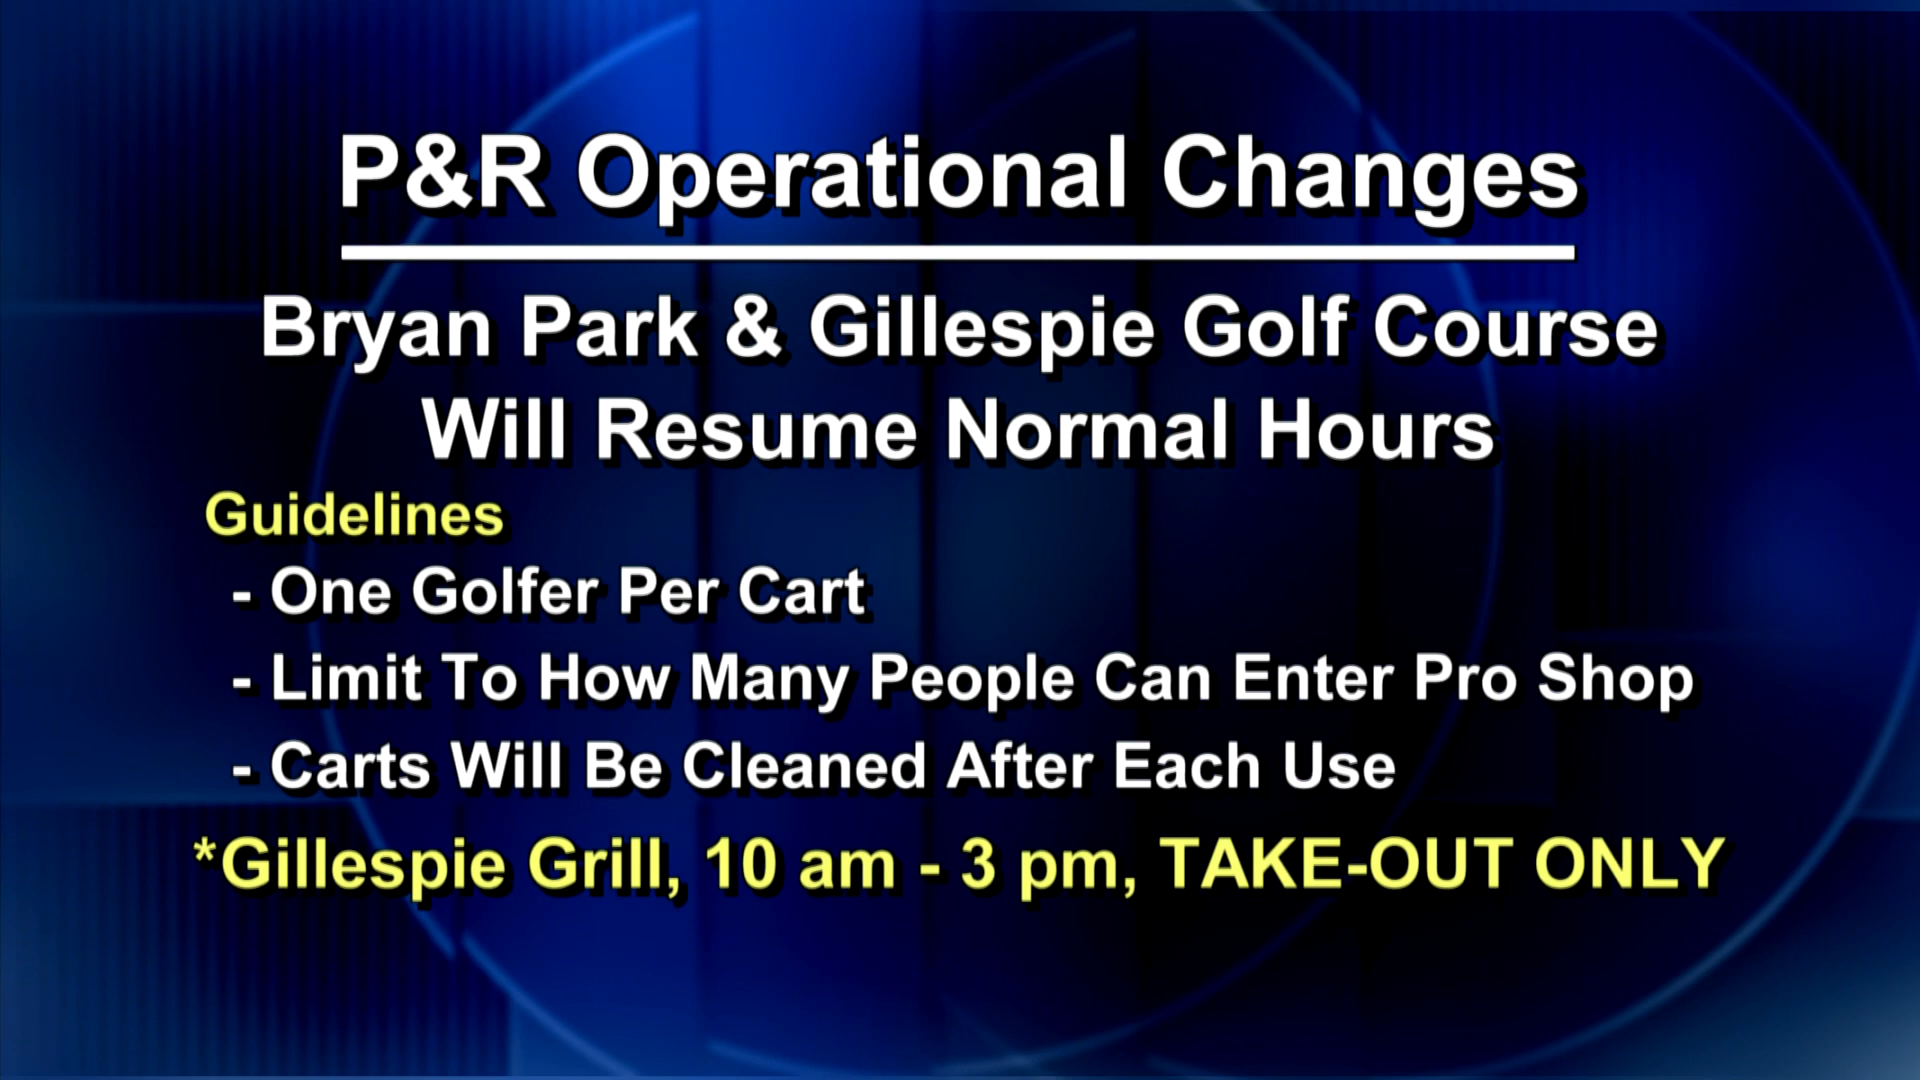 P&R Operational Changes
Bryan Park & Gillespie Golf Course
Will Resume Normal Hours
Guidelines
- One Golfer Per Cart
- Limit To How Many People Can Enter Pro Shop
- Carts Will Be Cleaned After Each Use
*Gillespie Grill, 10 am - 3 pm, TAKE-OUT ONLY